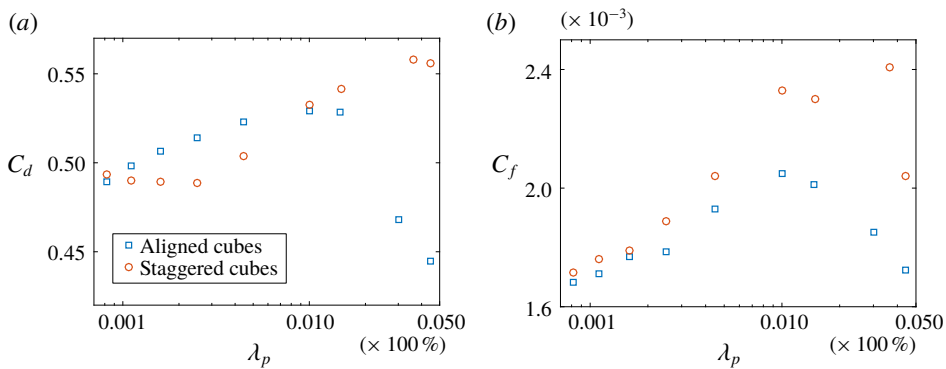 (a)
C_d
0.55
0.50
0.45
Aligned cubes
Staggered cubes
0.001
0.010
0.050
λ_p
(× 100 %)
(b)
(× 10⁻³)
C_f
2.4
2.0
1.6
0.001
0.010
0.050
λ_p
(× 100 %)